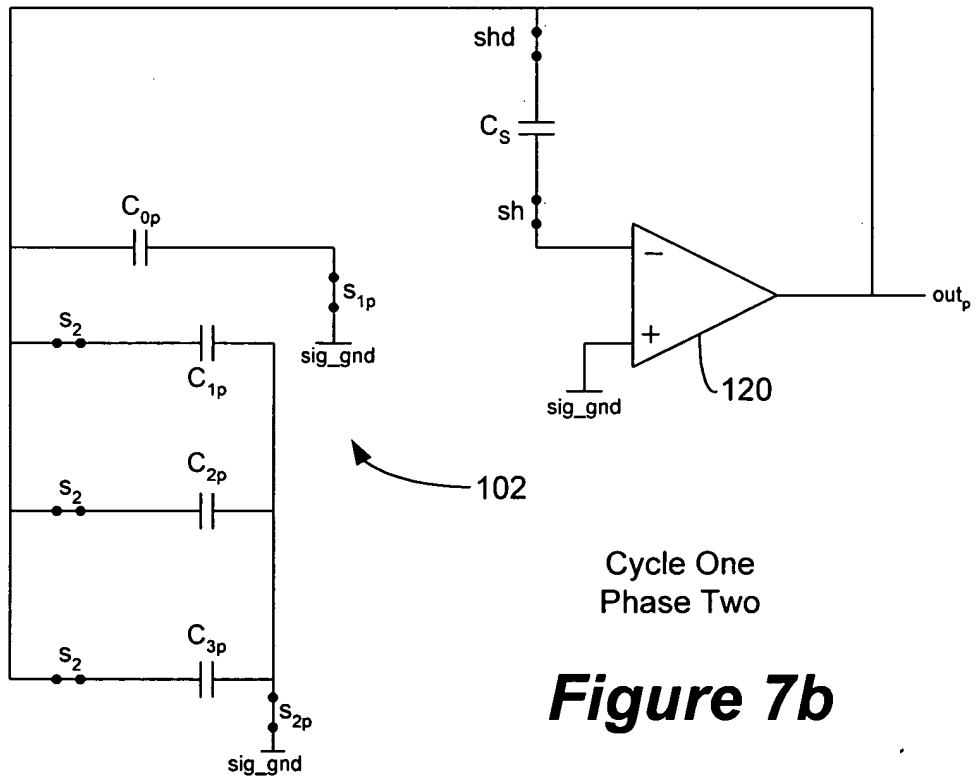 shd
C_S
sh
C_0p
s_1p
sig_gnd
−
+
out_p
120
sig_gnd
s_2
C_1p
C_2p
s_2
102
C_3p
s_2
s_2p
sig_gnd
Cycle One
Phase Two
Figure 7b